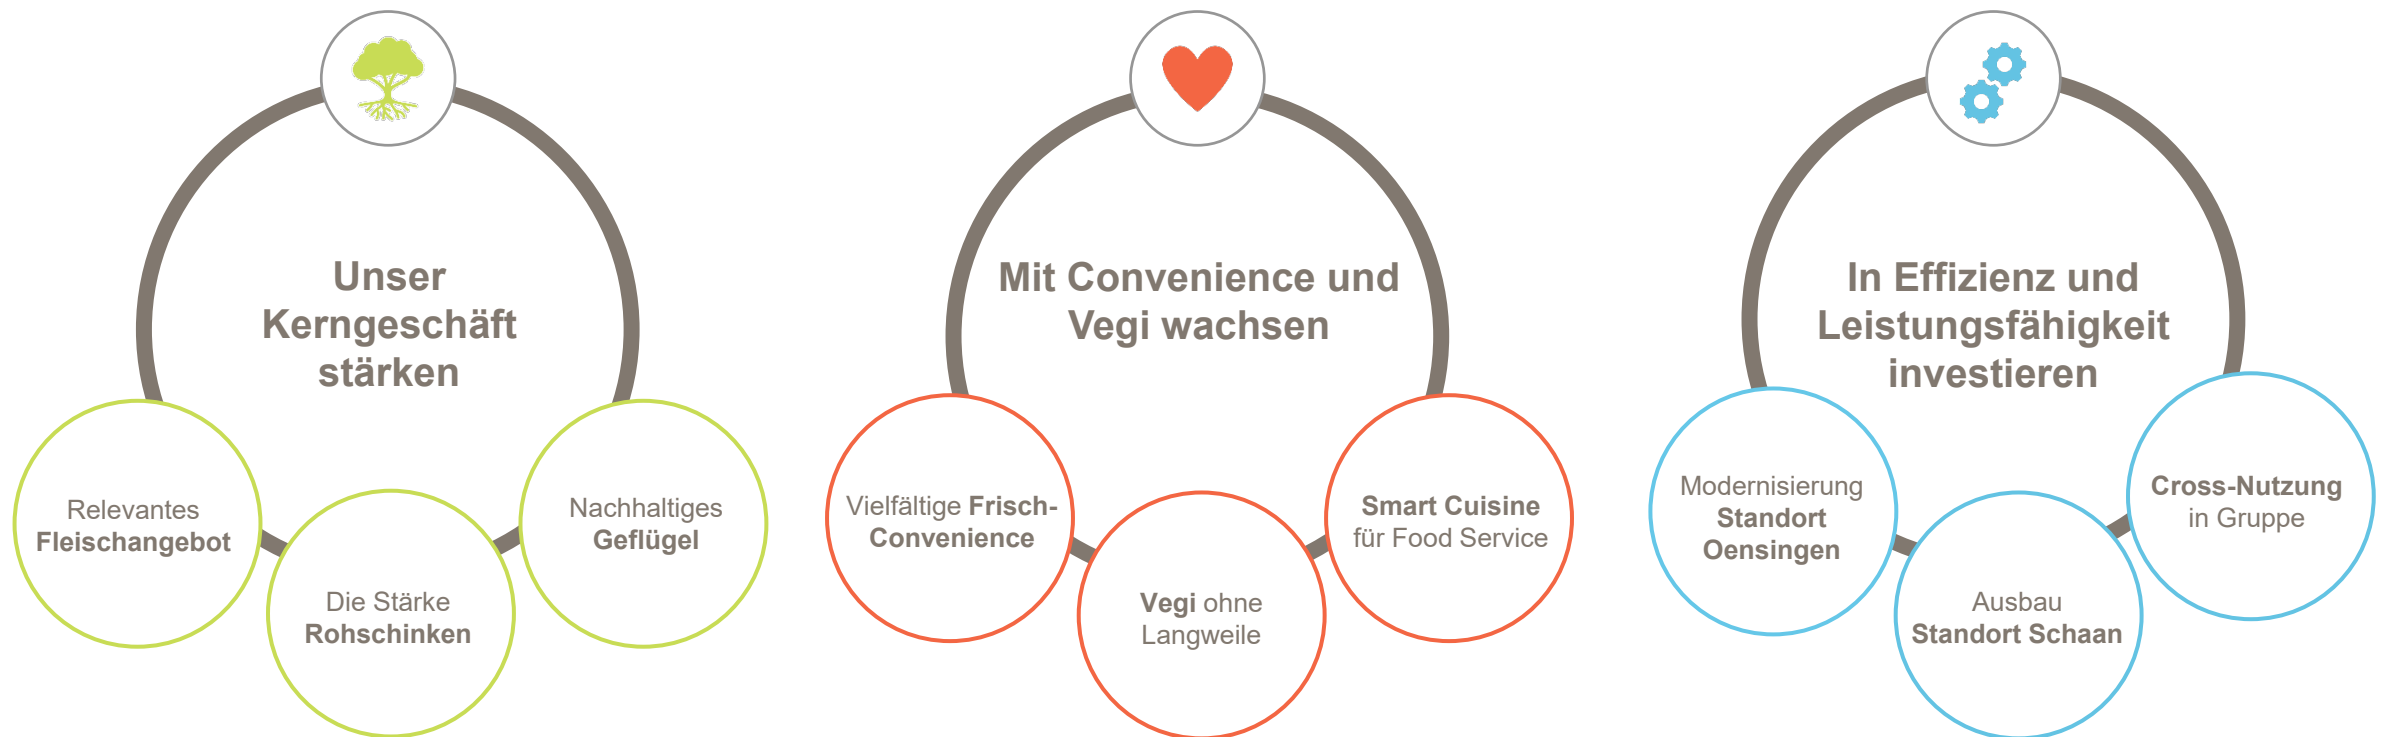 Unser
Kerngeschäft
stärken
Relevantes
Fleischangebot
Die Stärke
Rohschinken
Nachhaltiges
Geflügel
Mit Convenience und
Vegi wachsen
Vielfältige Frisch-
Convenience
Vegi ohne
Langweile
Smart Cuisine
für Food Service
In Effizienz und
Leistungsfähigkeit
investieren
Modernisierung
Standort
Oensingen
Ausbau
Standort Schaan
Cross-Nutzung
in Gruppe